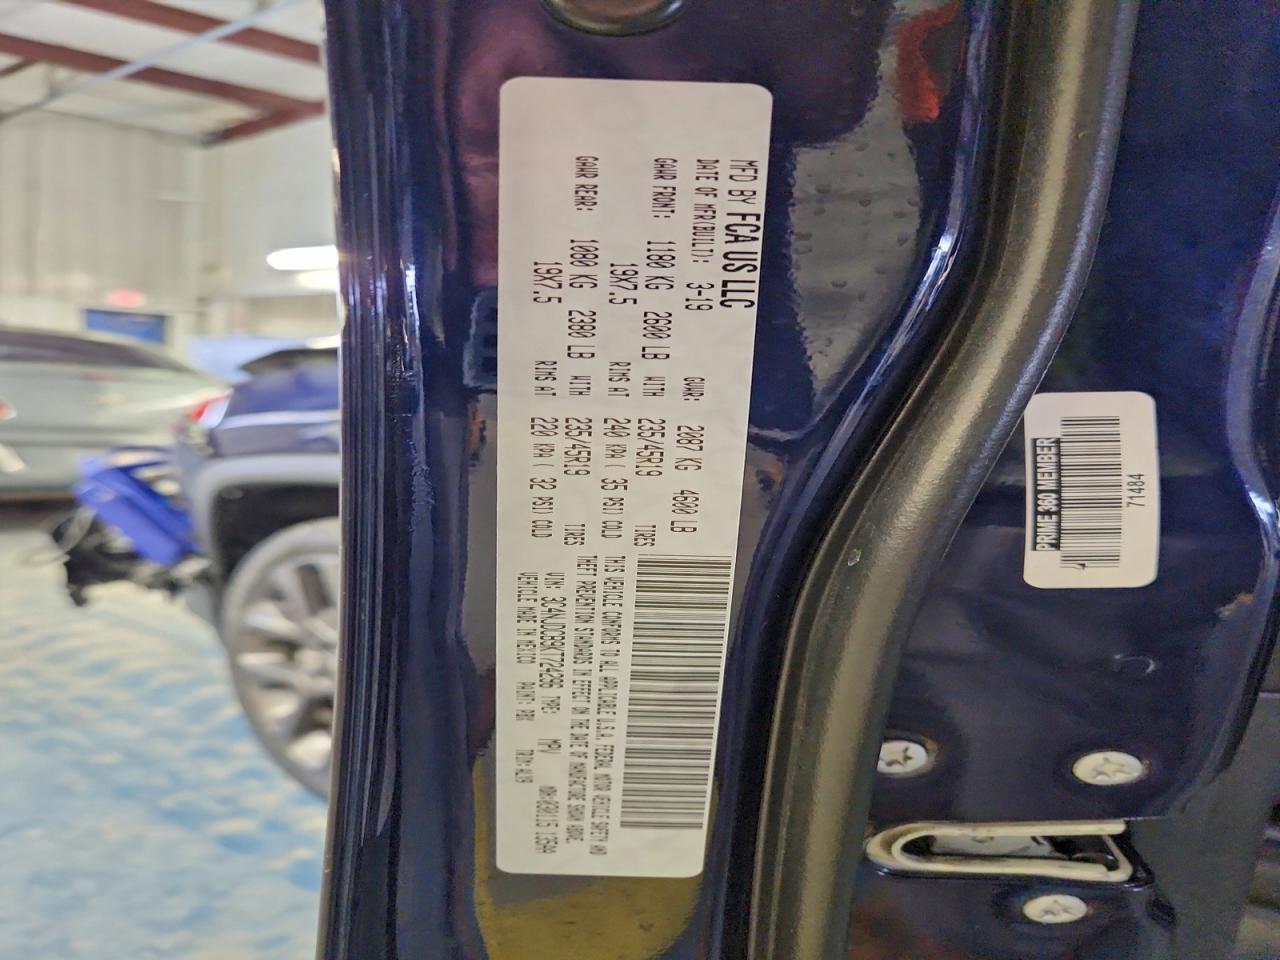 MFD BY FCA US LLC
DATE OF MFR(BUILT): 3-19 GVWR: 2087 KG 4600 LB
GAWR FRONT: 1180 KG 2600 LB WITH 235/45R19 TIRES
19X7.5 RIMS AT 240 KPA ( 35 PSI) COLD
GAWR REAR: 1080 KG 2380 LB WITH 235/45R19 TIRES
19X7.5 RIMS AT 220 KPA ( 32 PSI) COLD
THIS VEHICLE CONFORMS TO ALL APPLICABLE U.S.A. FEDERAL MOTOR VEHICLE SAFETY AND
THEFT PREVENTION STANDARDS IN EFFECT ON THE DATE OF MANUFACTURE SHOWN ABOVE.
VIN: 3C4NJDCB9KT724296 TYPE: MPV
VEHICLE MADE IN MEXICO PAINT: PBV TRIM:
PRIME 360 MEMBER
71484